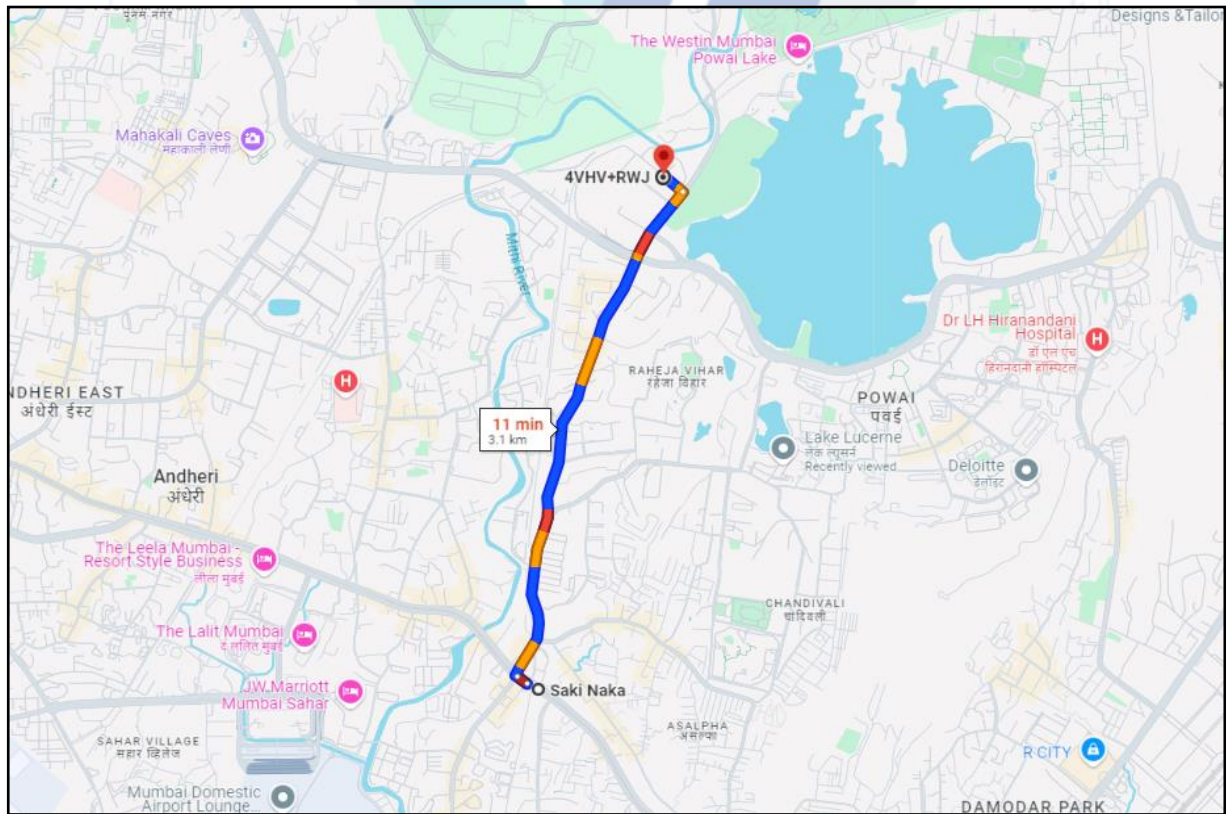 पूनम नगर
Designs &Tailor
The Westin Mumbai
Powai Lake
Mahakali Caves
महाकाली लेणी
4VHV+RWJ
Mithi River
Dr LH Hiranandani
Hospital
डॉ एल एच
हिरानंदानी हॉस्पिटल
RAHEJA VIHAR
रहेजा विहार
NDHERI EAST
अंधेरी ईस्ट
POWAI
पवई
11 min
3.1 km
Lake Lucerne
लेक ल्यूसर्न
Recently viewed
Deloitte
डेलॉइट
Andheri
अंधेरी
The Leela Mumbai -
Resort Style Business
लीला मुंबई
CHANDIVALI
चांदिवली
The Lalit Mumbai
द ललित मुंबई
JW Marriott
Mumbai Sahar
Saki Naka
ASALPHA
असल्फा
SAHAR VILLAGE
सहार व्हिलेज
R CITY
Mumbai Domestic
Airport Lounge...
DAMODAR PARK